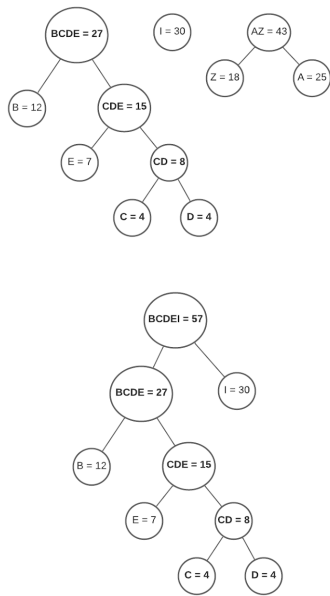 BCDE = 27
I = 30
AZ = 43
Z = 18
A = 25
B = 12
CDE = 15
E = 7
CD = 8
C = 4
D = 4
BCDEI = 57
BCDE = 27
I = 30
B = 12
CDE = 15
E = 7
CD = 8
C = 4
D = 4